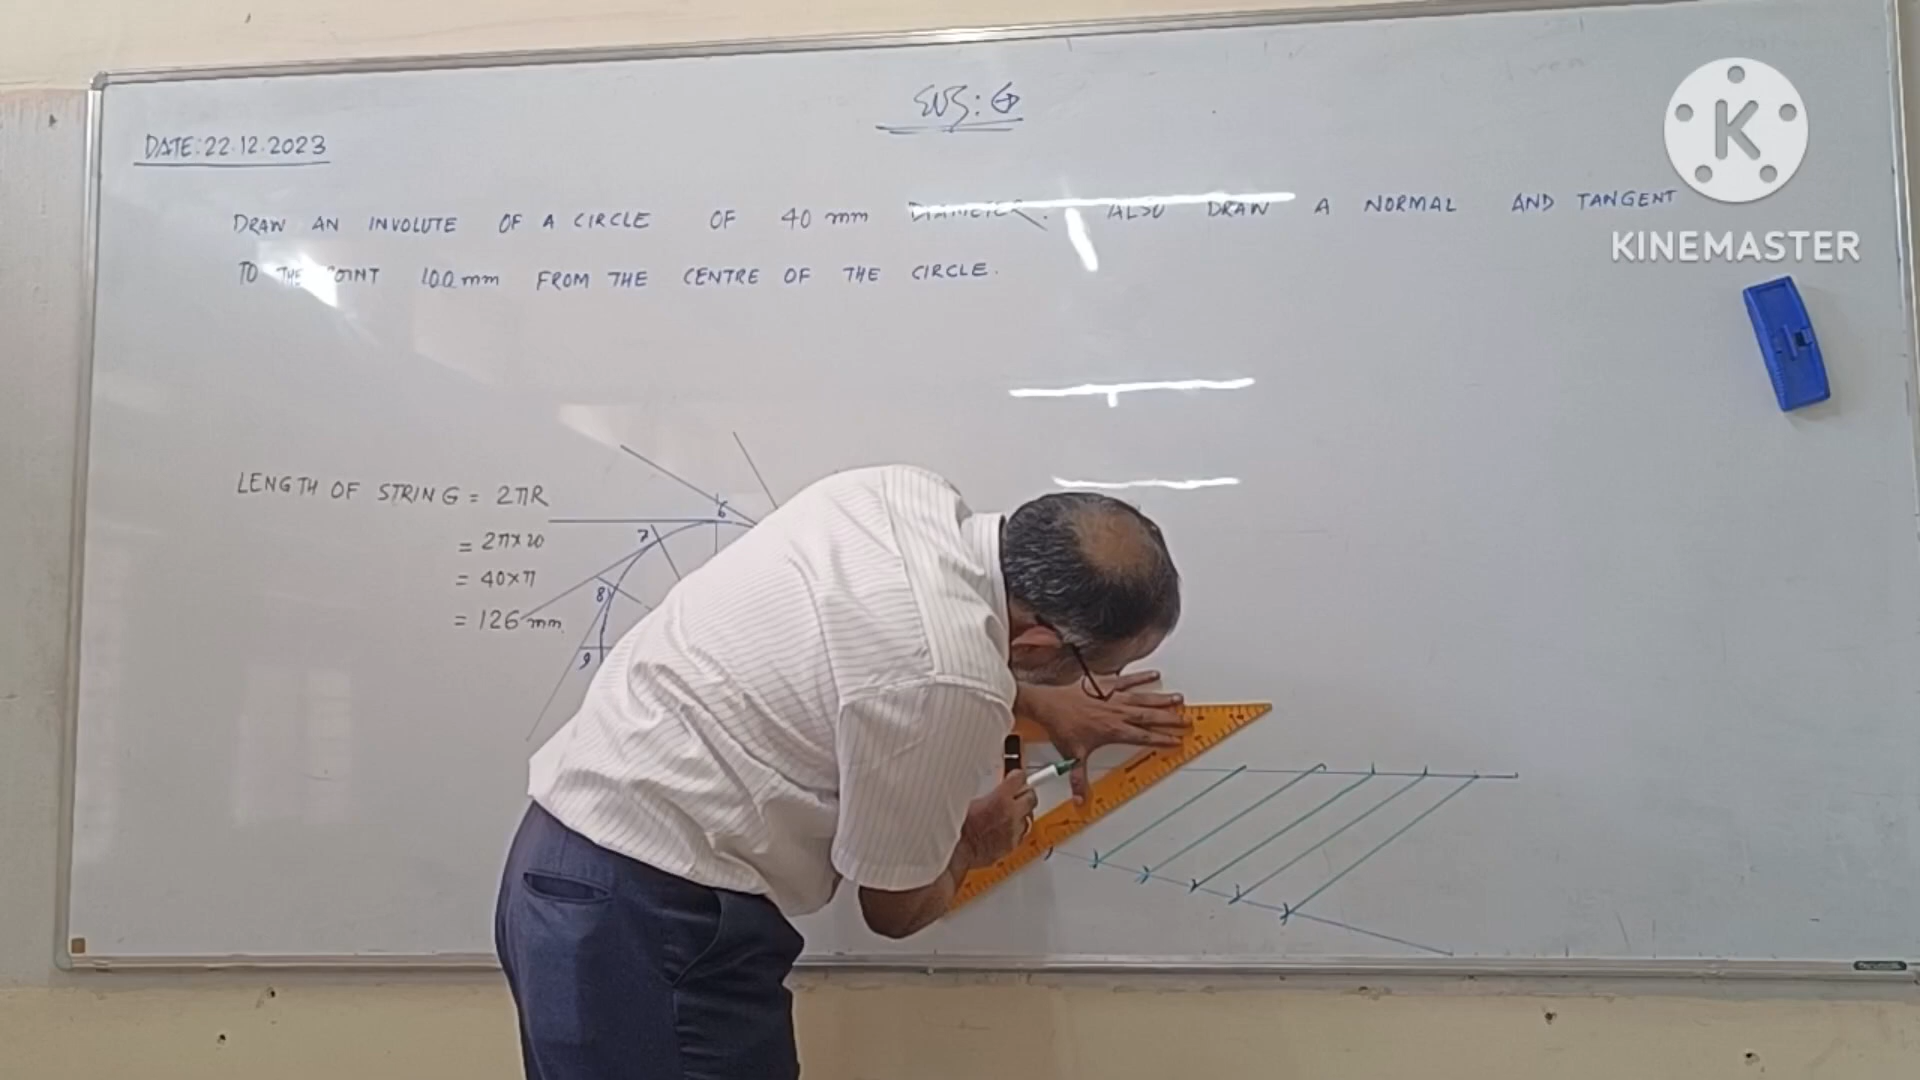 DATE:22.12.2023
DRAW AN INVOLUTE OF A CIRCLE OF 40 mm DIAMETER. ALSO DRAW A NORMAL AND TANGENT
TO THE POINT 100 mm FROM THE CENTRE OF THE CIRCLE.
K
KINEMASTER
LENGTH OF STRING = 2πR
= 2π×20
= 40×π
= 126 mm
6
7
8
9